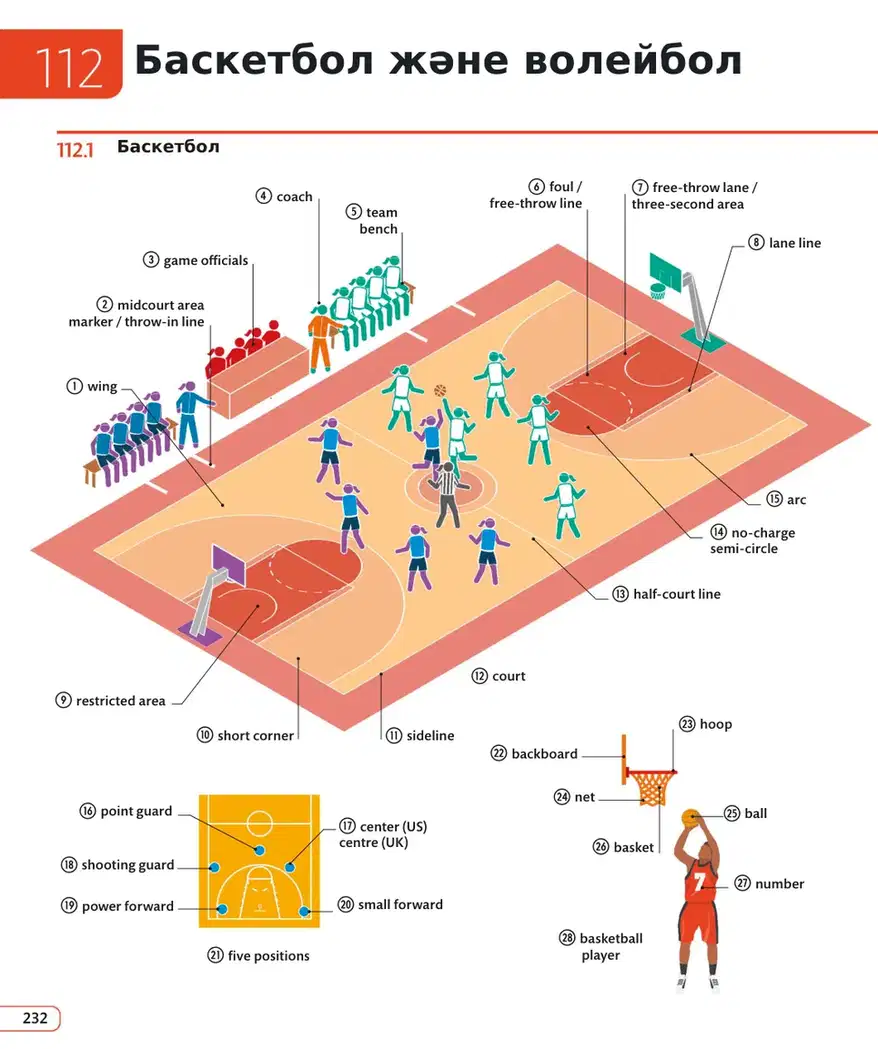 112
Баскетбол және волейбол
112.1 Баскетбол
④ coach
⑤ team
bench
⑥ foul /
free-throw line
⑦ free-throw lane /
three-second area
⑧ lane line
③ game officials
② midcourt area
marker / throw-in line
① wing
⑮ arc
⑭ no-charge
semi-circle
⑬ half-court line
⑫ court
⑨ restricted area
⑩ short corner
⑪ sideline
⑯ point guard
⑰ center (US)
centre (UK)
⑱ shooting guard
⑲ power forward
⑳ small forward
㉑ five positions
㉒ backboard
㉓ hoop
㉔ net
㉕ ball
㉖ basket
㉗ number
7
㉘ basketball
player
232